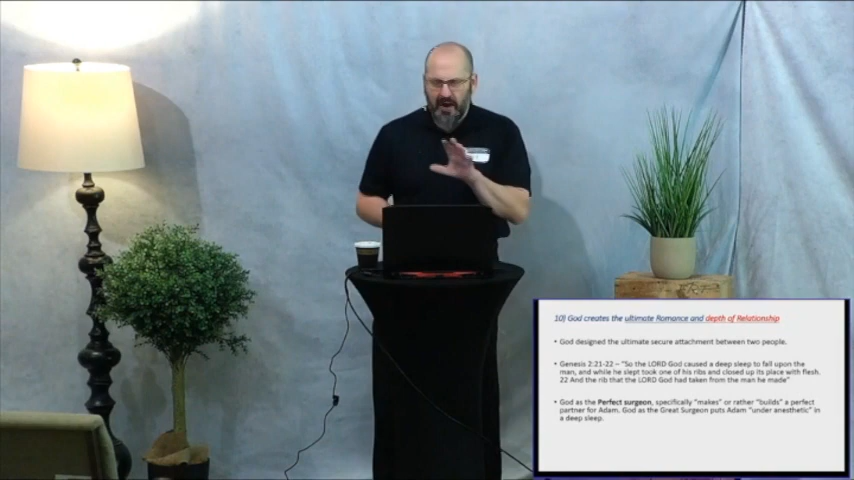 10) God creates the ultimate Romance and depth of Relationship
• God designed the ultimate secure attachment between two people.
• Genesis 2:21-22 – "So the LORD God caused a deep sleep to fall upon the
man, and while he slept took one of his ribs and closed up its place with flesh.
22 And the rib that the LORD God had taken from the man he made"
• God as the Perfect surgeon, specifically "makes" or rather "builds" a perfect
partner for Adam. God as the Great Surgeon puts Adam "under anesthetic" in
a deep sleep.